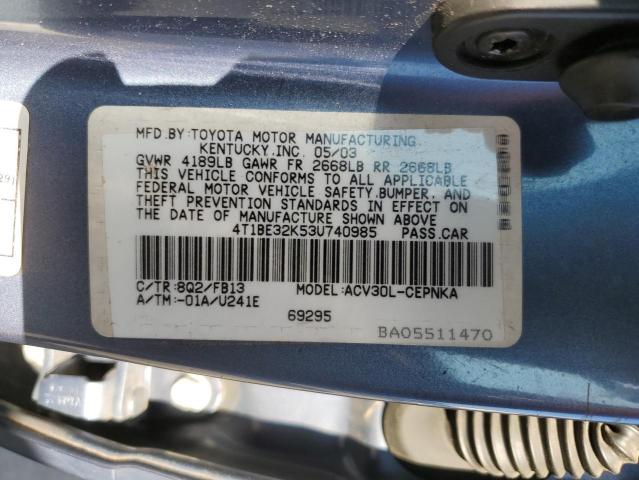 MFD.BY:TOYOTA MOTOR MANUFACTURING
KENTUCKY,INC. 05/03
GVWR 4189LB GAWR FR 2668LB RR 2668LB
THIS VEHICLE CONFORMS TO ALL APPLICABLE
FEDERAL MOTOR VEHICLE SAFETY,BUMPER, AND
THEFT PREVENTION STANDARDS IN EFFECT ON
THE DATE OF MANUFACTURE SHOWN ABOVE
4T1BE32K53U740985 PASS.CAR
C/TR:8Q2/FB13 MODEL:ACV30L-CEPNKA
A/TM:-01A/U241E
69295
BA05511470
29)